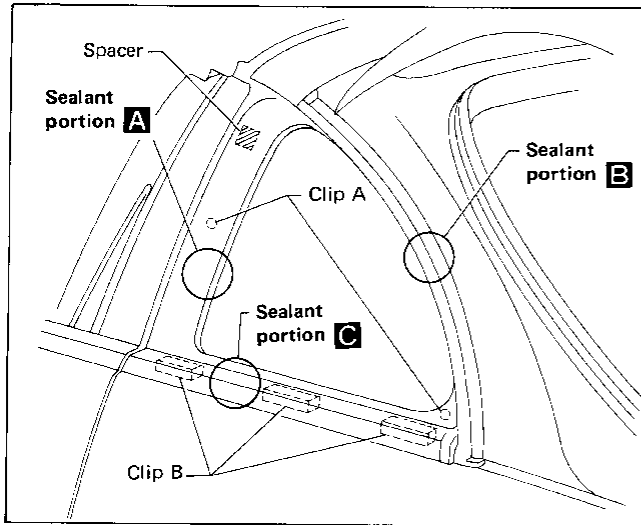 Spacer
Sealant
portion A
Clip A
Sealant
portion B
Sealant
portion C
Clip B